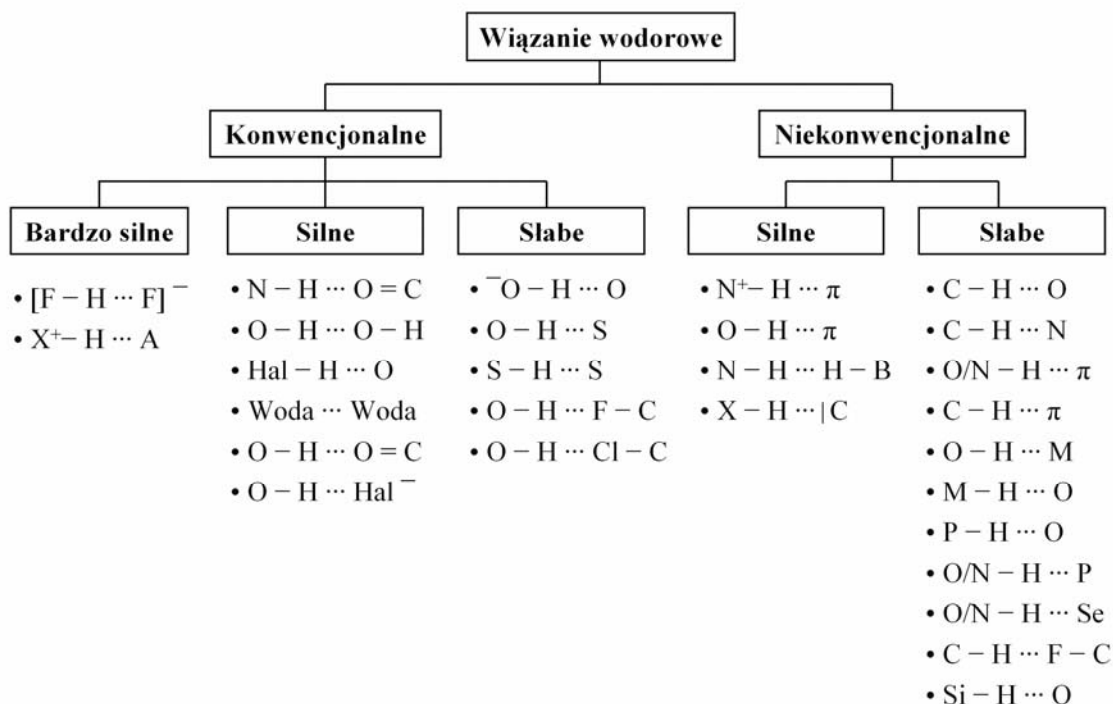 Wiązanie wodorowe
Konwencjonalne
Niekonwencjonalne
Bardzo silne
Silne
Słabe
Silne
Słabe
• [F − H ··· F]⁻
• X⁺− H ··· A
• N − H ··· O = C
• O − H ··· O − H
• Hal − H ··· O
• Woda ··· Woda
• O − H ··· O = C
• O − H ··· Hal⁻
• ⁻O − H ··· O
• O − H ··· S
• S − H ··· S
• O − H ··· F − C
• O − H ··· Cl − C
• N⁺− H ··· π
• O − H ··· π
• N − H ··· H − B
• X − H ··· |C
• C − H ··· O
• C − H ··· N
• O/N − H ··· π
• C − H ··· π
• O − H ··· M
• M − H ··· O
• P − H ··· O
• O/N − H ··· P
• O/N − H ··· Se
• C − H ··· F − C
• Si − H ··· O